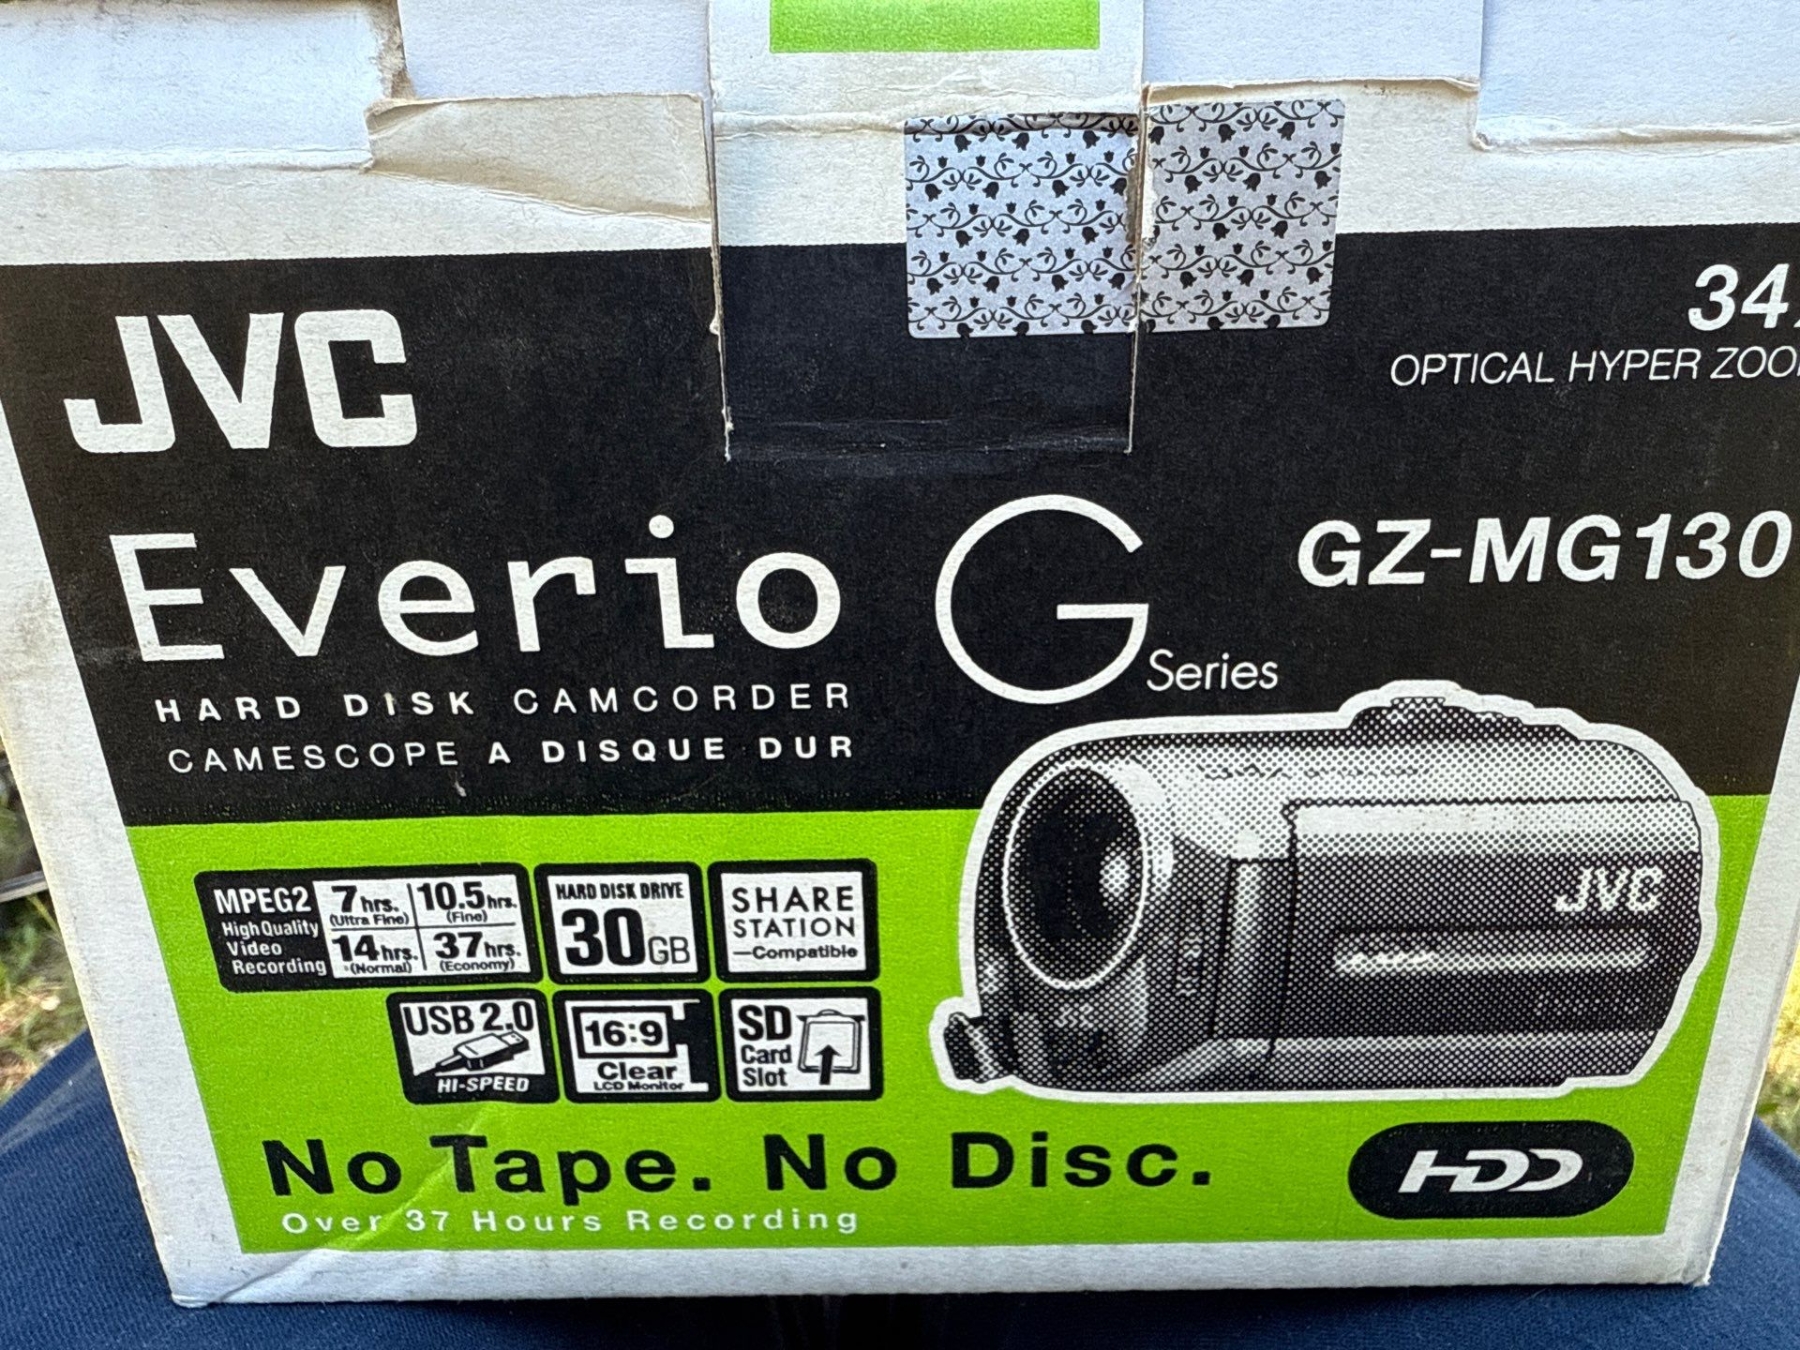 JVC
34
OPTICAL HYPER ZOO
Everio G Series
GZ-MG130
HARD DISK CAMCORDER
CAMESCOPE A DISQUE DUR
MPEG2
High Quality
Video
Recording
7hrs.
(Ultra Fine)
10.5hrs.
(Fine)
14hrs.
(Normal)
37hrs.
(Economy)
HARD DISK DRIVE
30GB
SHARE
STATION
—Compatible
USB 2.0
HI-SPEED
16:9
Clear
LCD Monitor
SD
Card
Slot
JVC
No Tape. No Disc.
Over 37 Hours Recording
HDD